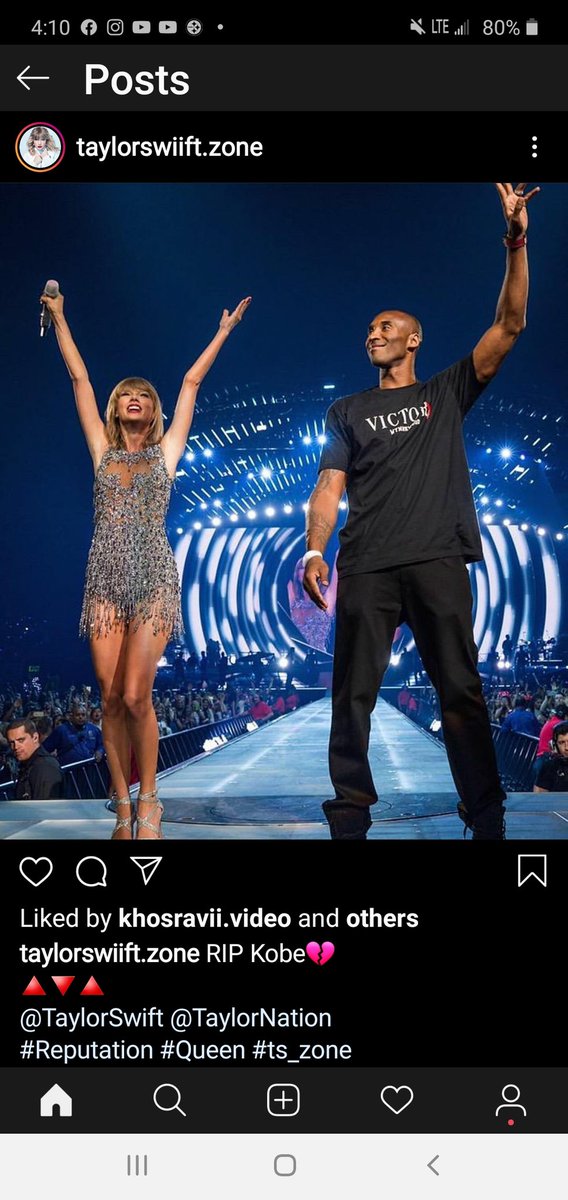 4:10
LTE
80%
Posts
taylorswiift.zone
VICTOR
Liked by khosravii.video and others
taylorswiift.zone RIP Kobe💔
🔺🔻🔺
@TaylorSwift @TaylorNation
#Reputation #Queen #ts_zone